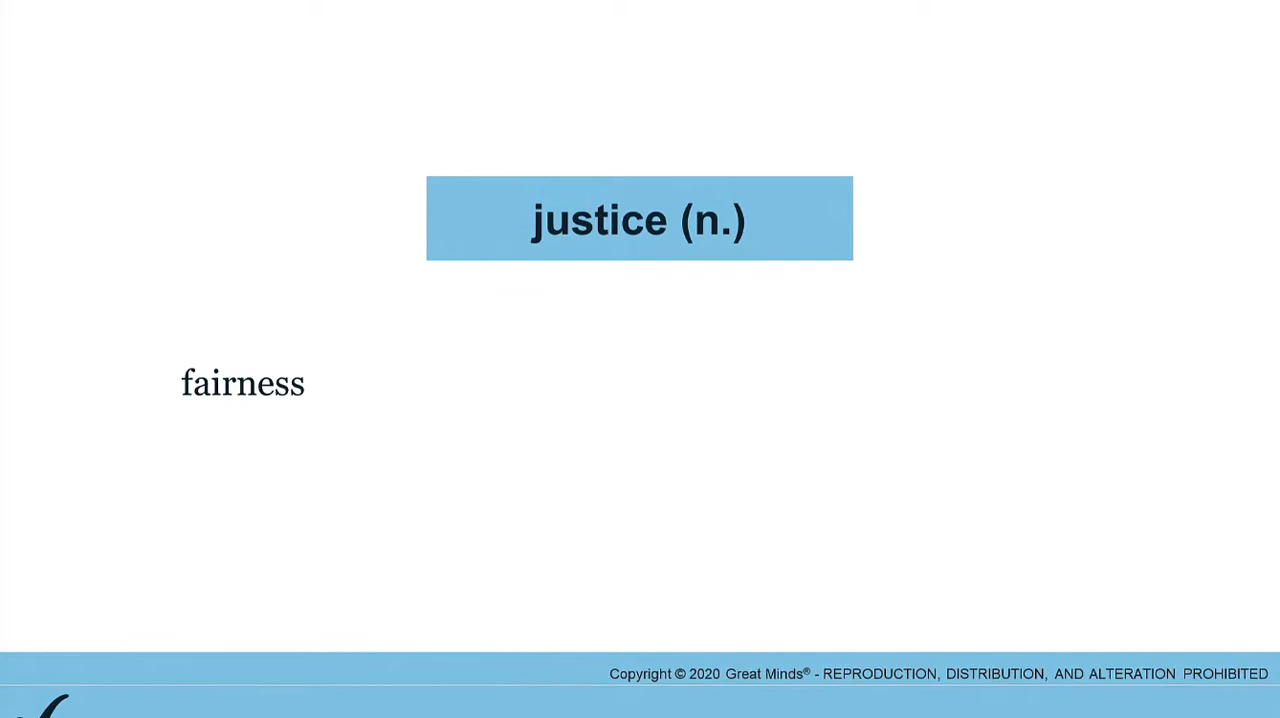 justice (n.)
fairness
Copyright © 2020 Great Minds® - REPRODUCTION, DISTRIBUTION, AND ALTERATION PROHIBITED